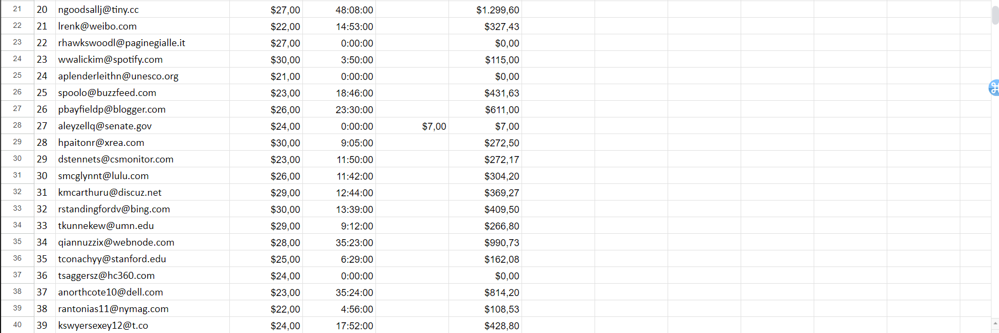 21 20 ngoodsallj@tiny.cc $27,00 48:08:00 $1.299,60
22 21 lrenk@weibo.com $22,00 14:53:00 $327,43
23 22 rhawkswoodl@paginegialle.it $27,00 0:00:00 $0,00
24 23 wwalickim@spotify.com $30,00 3:50:00 $115,00
25 24 aplenderleithn@unesco.org $21,00 0:00:00 $0,00
26 25 spoolo@buzzfeed.com $23,00 18:46:00 $431,63
27 26 pbayfieldp@blogger.com $26,00 23:30:00 $611,00
28 27 aleyzellq@senate.gov $24,00 0:00:00 $7,00 $7,00
29 28 hpaitonr@xrea.com $30,00 9:05:00 $272,50
30 29 dstennets@csmonitor.com $23,00 11:50:00 $272,17
31 30 smcglynnt@lulu.com $26,00 11:42:00 $304,20
32 31 kmcarthuru@discuz.net $29,00 12:44:00 $369,27
33 32 rstandingfordv@bing.com $30,00 13:39:00 $409,50
34 33 tkunnekew@umn.edu $29,00 9:12:00 $266,80
35 34 qiannuzzix@webnode.com $28,00 35:23:00 $990,73
36 35 tconachyy@stanford.edu $25,00 6:29:00 $162,08
37 36 tsaggersz@hc360.com $24,00 0:00:00 $0,00
38 37 anorthcote10@dell.com $23,00 35:24:00 $814,20
39 38 rantonias11@nymag.com $22,00 4:56:00 $108,53
40 39 kswyersexey12@t.co $24,00 17:52:00 $428,80